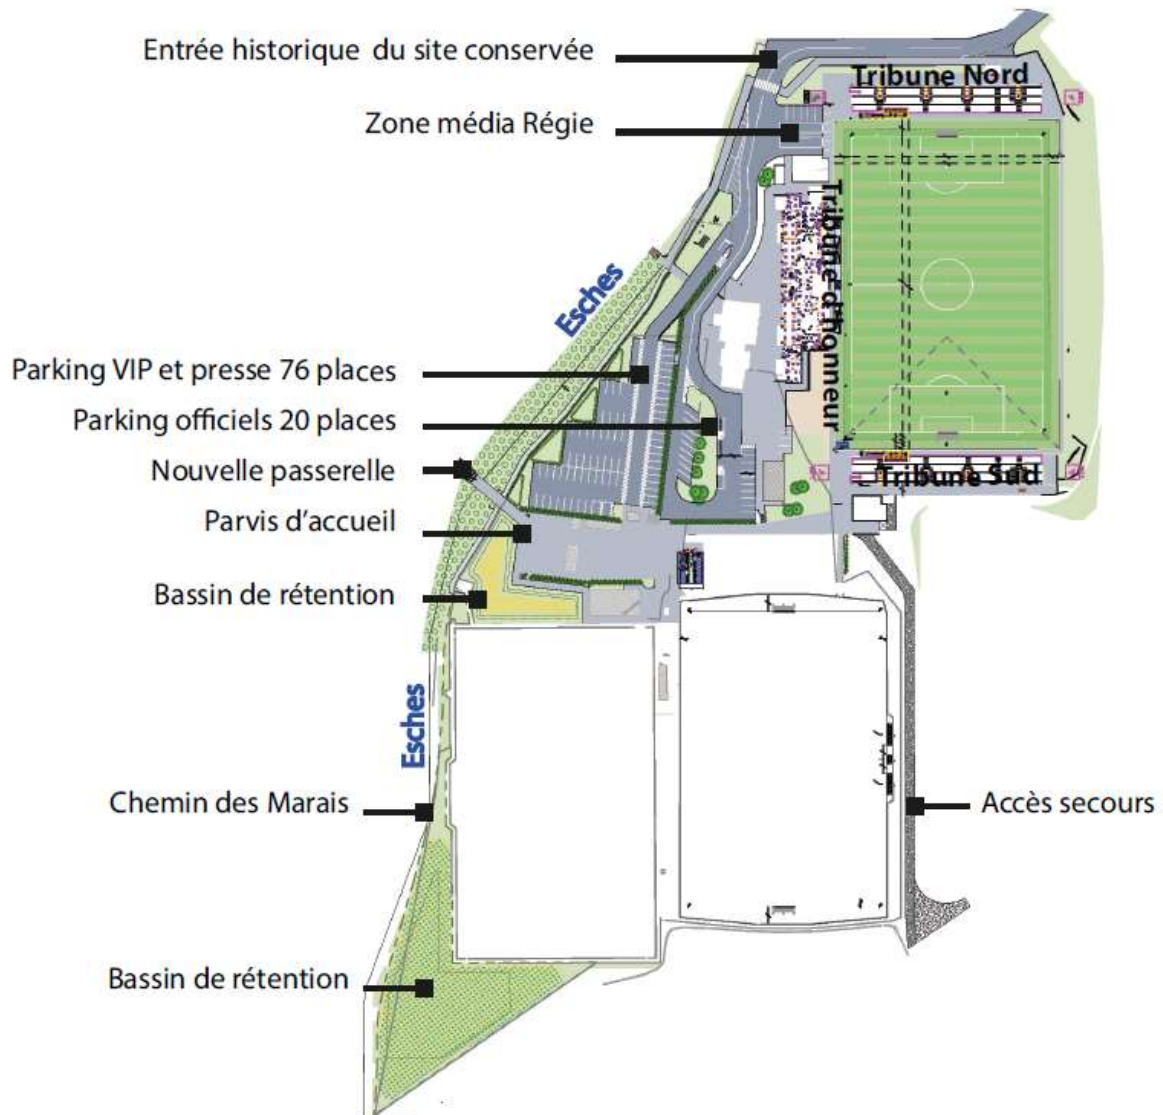 Entrée historique du site conservée
Tribune Nord
Zone média Régie
Tribune d'honneur
Esches
Parking VIP et presse 76 places
Parking officiels 20 places
Nouvelle passerelle
Tribune Sud
Parvis d'accueil
Bassin de rétention
Esches
Chemin des Marais
Accès secours
Bassin de rétention